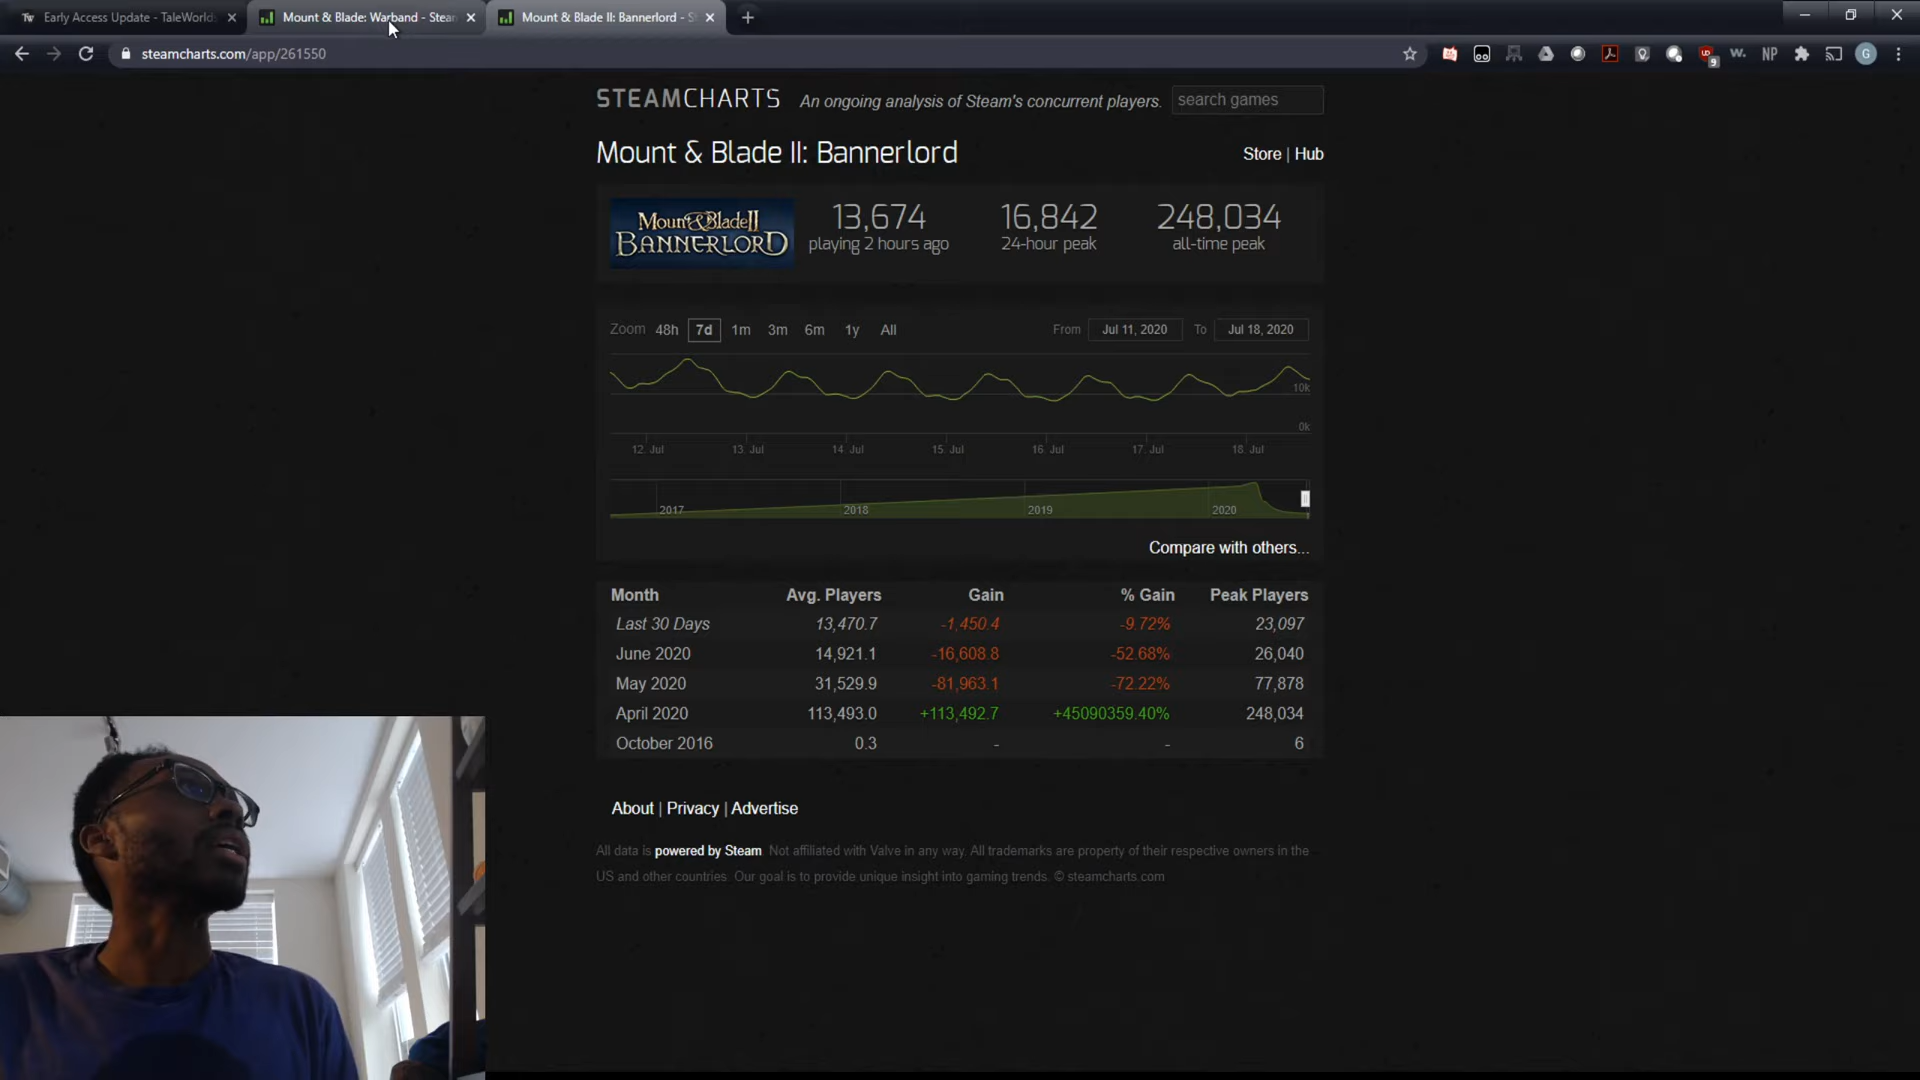 Early Access Update - TaleWorld
Mount & Blade: Warband - Stea
Mount & Blade II: Bannerlord - S
steamcharts.com/app/261550
9
W.
NP
G
STEAMCHARTS
An ongoing analysis of Steam's concurrent players.
search games
Mount & Blade II: Bannerlord
Store | Hub
Mount & Blade II
BANNERLORD
13,674
playing 2 hours ago
16,842
24-hour peak
248,034
all-time peak
Zoom 48h 7d 1m 3m 6m 1y All
From Jul 11, 2020 To Jul 18, 2020
10k
0k
12. Jul 13. Jul 14. Jul 15. Jul 16. Jul 17. Jul 18. Jul
2017 2018 2019 2020
Compare with others...
Month Avg. Players Gain % Gain Peak Players
Last 30 Days 13,470.7 -1,450.4 -9.72% 23,097
June 2020 14,921.1 -16,608.8 -52.68% 26,040
May 2020 31,529.9 -81,963.1 -72.22% 77,878
April 2020 113,493.0 +113,492.7 +45090359.40% 248,034
October 2016 0.3 - - 6
About | Privacy | Advertise
All data is powered by Steam. Not affiliated with Valve in any way. All trademarks are property of their respective owners in the
US and other countries. Our goal is to provide unique insight into gaming trends. © steamcharts.com